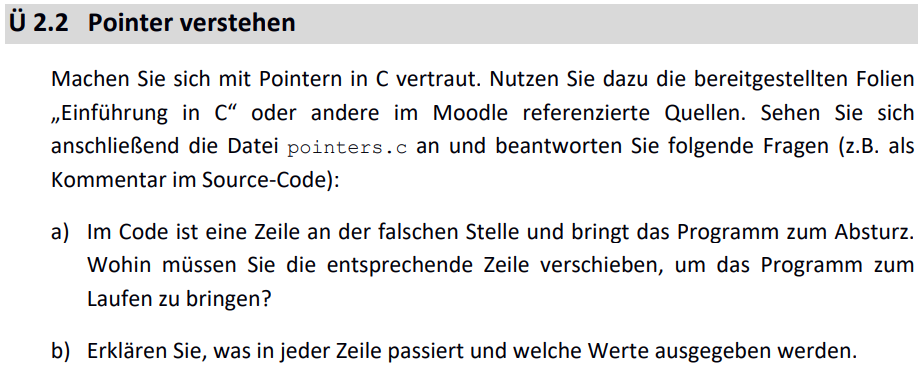 Ü 2.2 Pointer verstehen
Machen Sie sich mit Pointern in C vertraut. Nutzen Sie dazu die bereitgestellten Folien
„Einführung in C“ oder andere im Moodle referenzierte Quellen. Sehen Sie sich
anschließend die Datei pointers.c an und beantworten Sie folgende Fragen (z.B. als
Kommentar im Source-Code):
a) Im Code ist eine Zeile an der falschen Stelle und bringt das Programm zum Absturz.
Wohin müssen Sie die entsprechende Zeile verschieben, um das Programm zum
Laufen zu bringen?
b) Erklären Sie, was in jeder Zeile passiert und welche Werte ausgegeben werden.